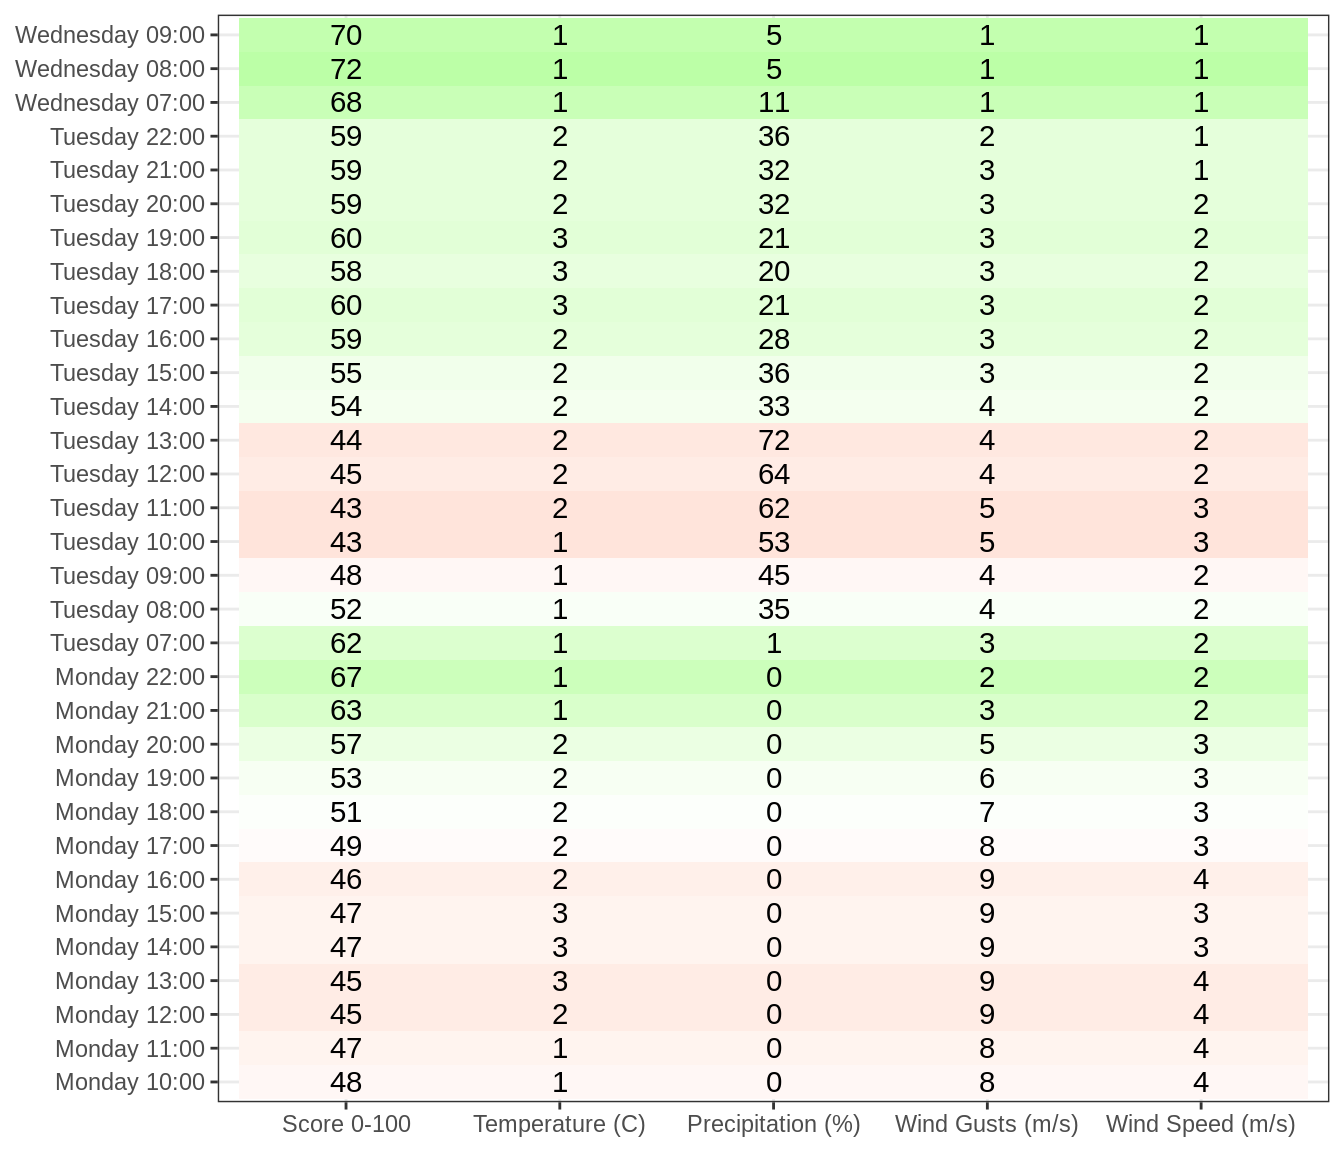 Wednesday 09:00 70 1 5 1 1
Wednesday 08:00 72 1 5 1 1
Wednesday 07:00 68 1 11 1 1
Tuesday 22:00 59 2 36 2 1
Tuesday 21:00 59 2 32 3 1
Tuesday 20:00 59 2 32 3 2
Tuesday 19:00 60 3 21 3 2
Tuesday 18:00 58 3 20 3 2
Tuesday 17:00 60 3 21 3 2
Tuesday 16:00 59 2 28 3 2
Tuesday 15:00 55 2 36 3 2
Tuesday 14:00 54 2 33 4 2
Tuesday 13:00 44 2 72 4 2
Tuesday 12:00 45 2 64 4 2
Tuesday 11:00 43 2 62 5 3
Tuesday 10:00 43 1 53 5 3
Tuesday 09:00 48 1 45 4 2
Tuesday 08:00 52 1 35 4 2
Tuesday 07:00 62 1 1 3 2
Monday 22:00 67 1 0 2 2
Monday 21:00 63 1 0 3 2
Monday 20:00 57 2 0 5 3
Monday 19:00 53 2 0 6 3
Monday 18:00 51 2 0 7 3
Monday 17:00 49 2 0 8 3
Monday 16:00 46 2 0 9 4
Monday 15:00 47 3 0 9 3
Monday 14:00 47 3 0 9 3
Monday 13:00 45 3 0 9 4
Monday 12:00 45 2 0 9 4
Monday 11:00 47 1 0 8 4
Monday 10:00 48 1 0 8 4
Score 0-100 Temperature (C) Precipitation (%) Wind Gusts (m/s) Wind Speed (m/s)